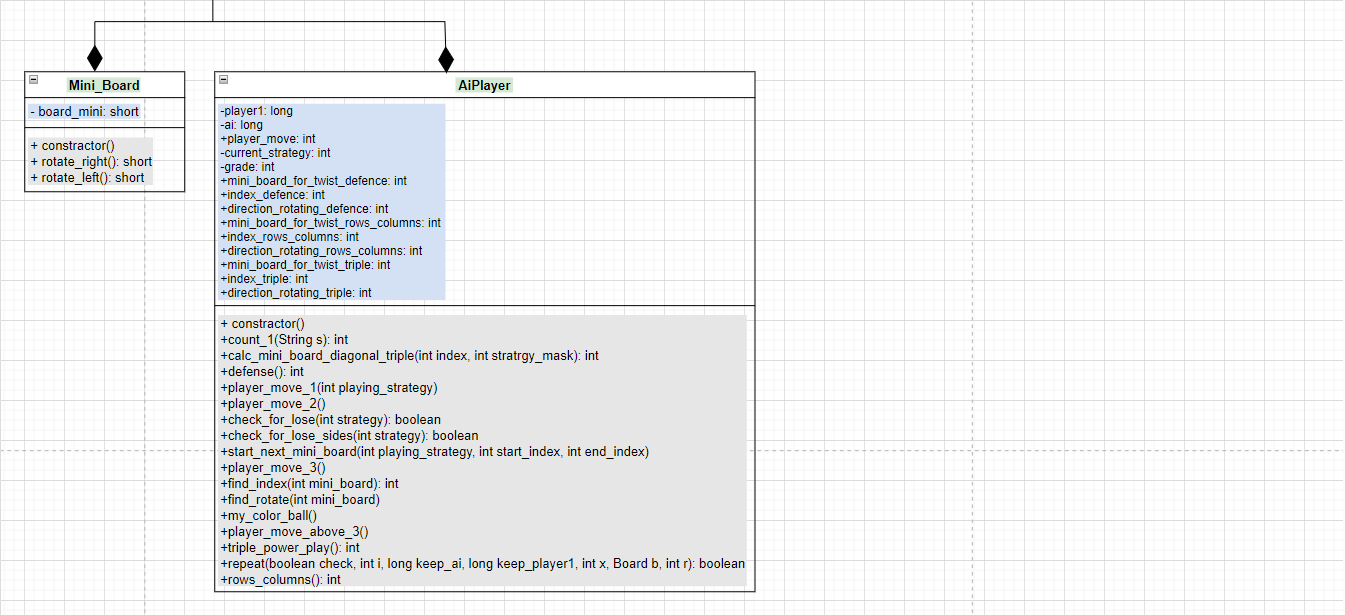 Mini_Board
- board_mini: short
+ constractor()
+ rotate_right(): short
+ rotate_left(): short
AiPlayer
-player1: long
-ai: long
+player_move: int
-current_strategy: int
-grade: int
+mini_board_for_twist_defence: int
+index_defence: int
+direction_rotating_defence: int
+mini_board_for_twist_rows_columns: int
+index_rows_columns: int
+direction_rotating_rows_columns: int
+mini_board_for_twist_triple: int
+index_triple: int
+direction_rotating_triple: int
+ constractor()
+count_1(String s): int
+calc_mini_board_diagonal_triple(int index, int stratrgy_mask): int
+defense(): int
+player_move_1(int playing_strategy)
+player_move_2()
+check_for_lose(int strategy): boolean
+check_for_lose_sides(int strategy): boolean
+start_next_mini_board(int playing_strategy, int start_index, int end_index)
+player_move_3()
+find_index(int mini_board): int
+find_rotate(int mini_board)
+my_color_ball()
+player_move_above_3()
+triple_power_play(): int
+repeat(boolean check, int i, long keep_ai, long keep_player1, int x, Board b, int r): boolean
+rows_columns(): int